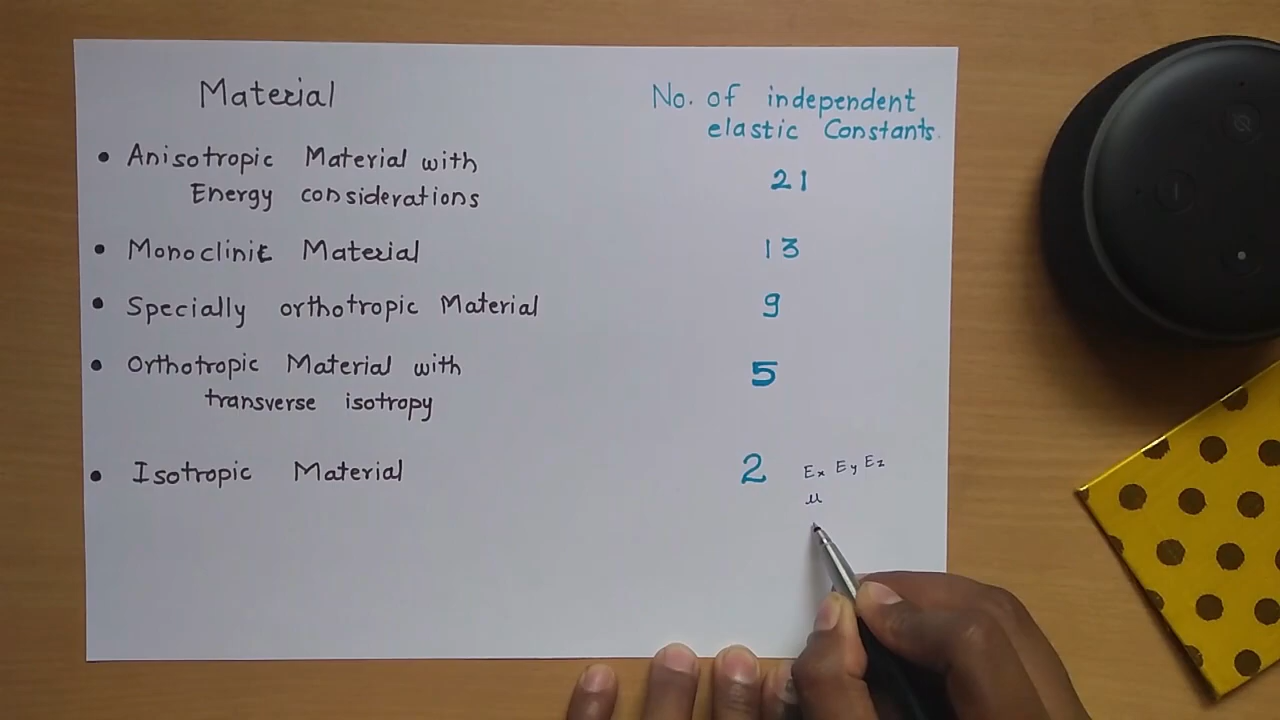 Material
No. of independent
elastic Constants.
• Anisotropic Material with
Energy considerations
21
• Monoclinic Material 13
• Specially orthotropic Material 9
• Orthotropic Material with
transverse isotropy
5
• Isotropic Material 2 Ex Ey Ez
μ